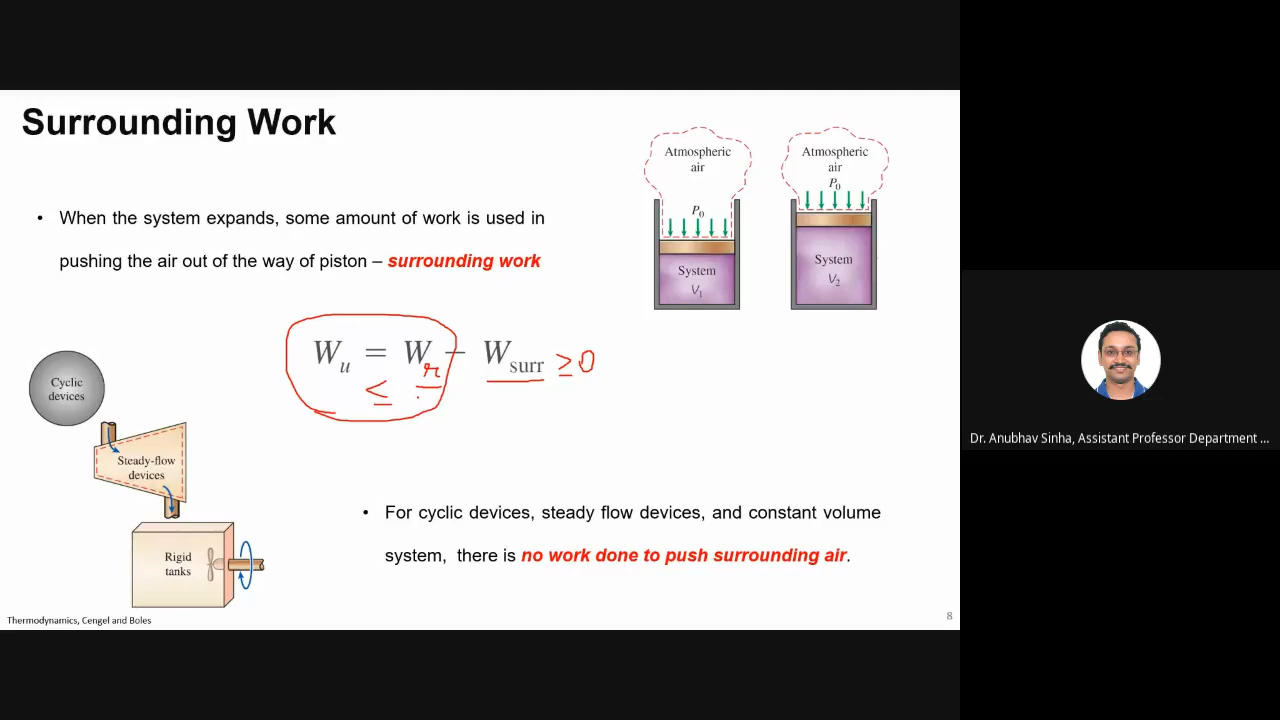 Surrounding Work
Atmospheric
air
P0
System
V1
Atmospheric
air
P0
System
V2
• When the system expands, some amount of work is used in
pushing the air out of the way of piston – surrounding work
Wu = Wr − Wsurr ≥ 0
≤
Cyclic
devices
Steady-flow
devices
Rigid
tanks
• For cyclic devices, steady flow devices, and constant volume
system, there is no work done to push surrounding air.
Thermodynamics, Cengel and Boles
8
Dr. Anubhav Sinha, Assistant Professor Department ...